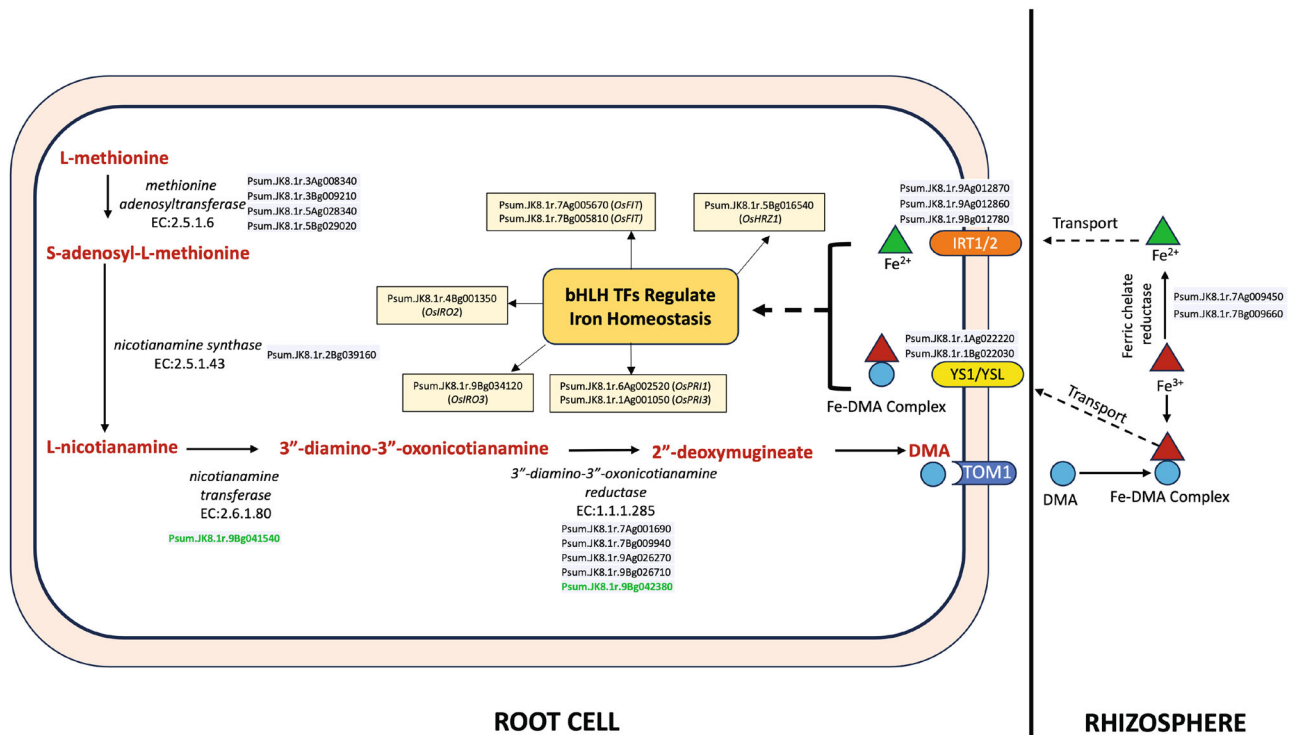 L-methionine
methionine
adenosyltransferase
EC:2.5.1.6
Psum.JK8.1r.3Ag008340
Psum.JK8.1r.3Bg009210
Psum.JK8.1r.5Ag028340
Psum.JK8.1r.5Bg029020
S-adenosyl-L-methionine
nicotianamine synthase
EC:2.5.1.43
Psum.JK8.1r.2Bg039160
L-nicotianamine
nicotianamine
transferase
EC:2.6.1.80
Psum.JK8.1r.9Bg041540
3”-diamino-3”-oxonicotianamine
3”-diamino-3”-oxonicotianamine
reductase
EC:1.1.1.285
Psum.JK8.1r.7Ag001690
Psum.JK8.1r.7Bg009940
Psum.JK8.1r.9Ag026270
Psum.JK8.1r.9Bg026710
Psum.JK8.1r.9Bg042380
2”-deoxymugineate
DMA
TOM1
Psum.JK8.1r.7Ag005670 (OsFIT)
Psum.JK8.1r.7Bg005810 (OsFIT)
Psum.JK8.1r.5Bg016540
(OsHRZ1)
Psum.JK8.1r.4Bg001350
(OsIRO2)
bHLH TFs Regulate
Iron Homeostasis
Psum.JK8.1r.9Bg034120
(OsIRO3)
Psum.JK8.1r.6Ag002520 (OsPRI1)
Psum.JK8.1r.1Ag001050 (OsPRI3)
Psum.JK8.1r.9Ag012870
Psum.JK8.1r.9Ag012860
Psum.JK8.1r.9Bg012780
Fe2+
IRT1/2
Psum.JK8.1r.1Ag022220
Psum.JK8.1r.1Bg022030
YS1/YSL
Fe-DMA Complex
Transport
Fe2+
Ferric chelate
reductase
Psum.JK8.1r.7Ag009450
Psum.JK8.1r.7Bg009660
Fe3+
Transport
DMA
Fe-DMA Complex
ROOT CELL
RHIZOSPHERE